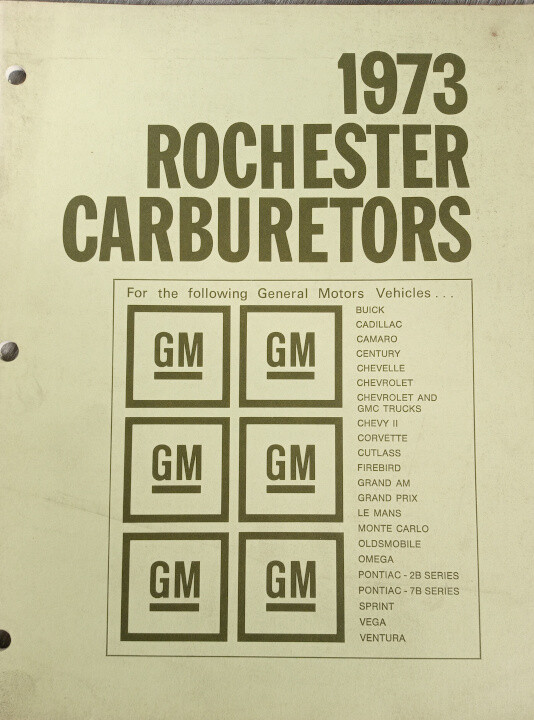 1973
ROCHESTER
CARBURETORS
For the following General Motors Vehicles . . .
GM GM
GM GM
GM GM
BUICK
CADILLAC
CAMARO
CENTURY
CHEVELLE
CHEVROLET
CHEVROLET AND
GMC TRUCKS
CHEVY II
CORVETTE
CUTLASS
FIREBIRD
GRAND AM
GRAND PRIX
LE MANS
MONTE CARLO
OLDSMOBILE
OMEGA
PONTIAC - 2B SERIES
PONTIAC - 7B SERIES
SPRINT
VEGA
VENTURA